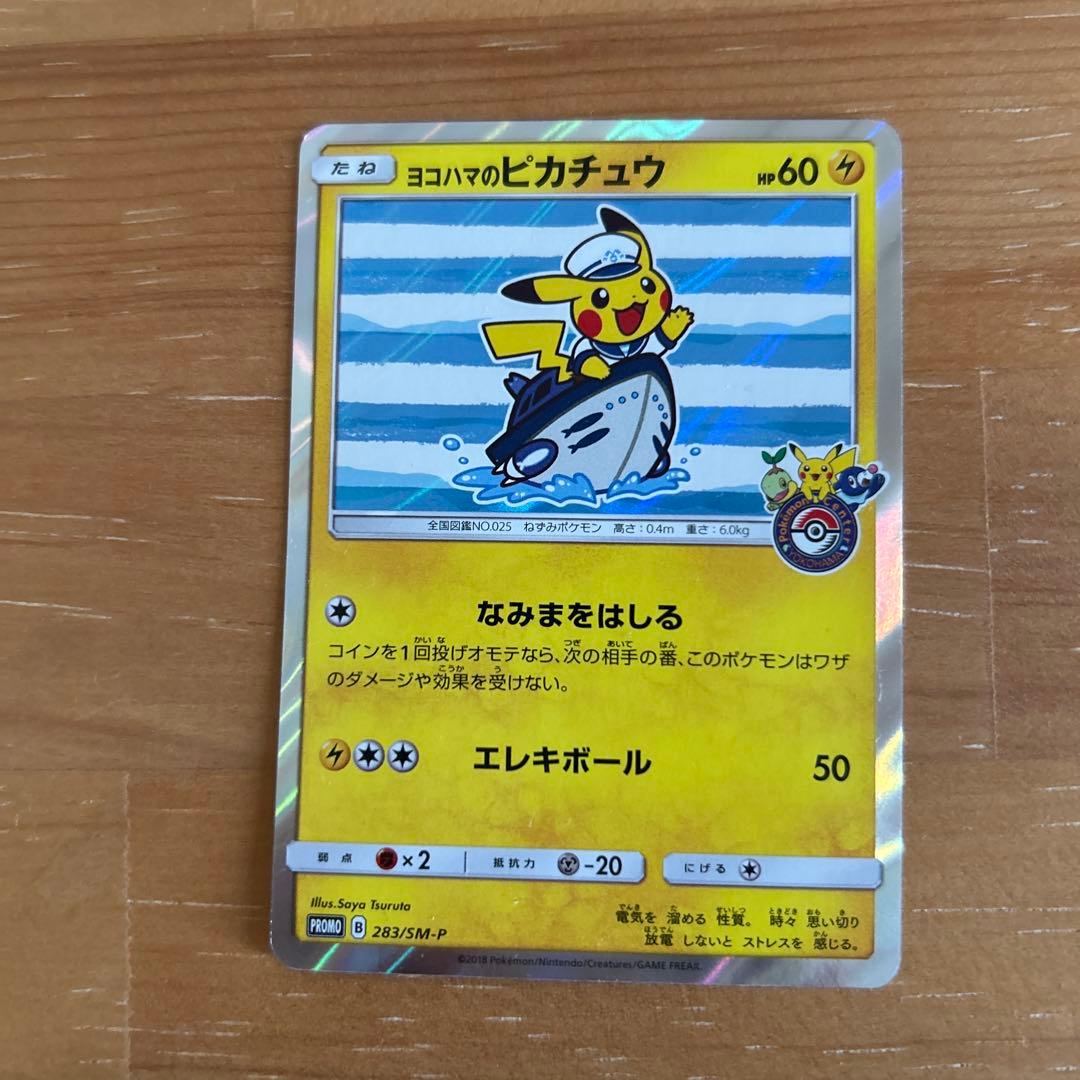 たね ヨコハマのピカチュウ HP60
Pokémon Center
YOKOHAMA
全国図鑑NO.025 ねずみポケモン 高さ：0.4m 重さ：6.0kg
なみまをはしる
コインを1回投げオモテなら、次の相手の番、このポケモンはワザ
のダメージや効果を受けない。
エレキボール 50
弱点 ×2 抵抗力 -20 にげる
Illus.Saya Tsuruta
PROMO B 283/SM-P
電気を 溜める 性質。 時々 思い切り
放電 しないと ストレスを 感じる。
©2018 Pokémon/Nintendo/Creatures/GAME FREAK.